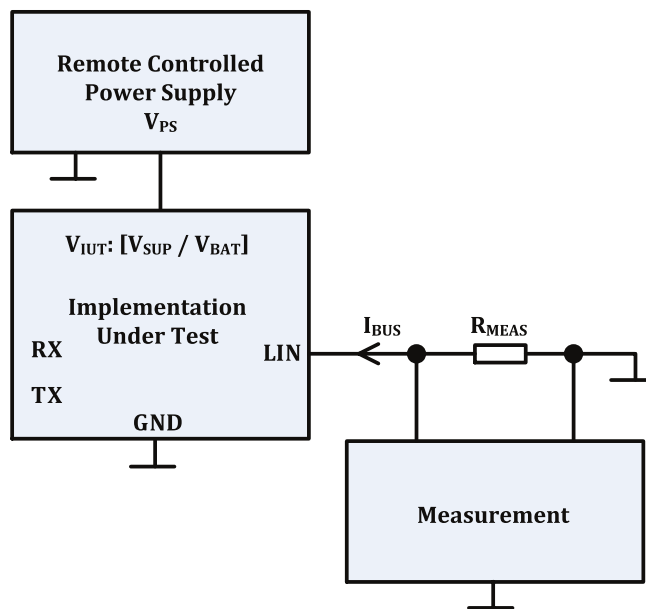 Remote Controlled
Power Supply
VPS
VIUT: [VSUP / VBAT]
Implementation
Under Test
RX
LIN
TX
GND
IBUS
RMEAS
Measurement